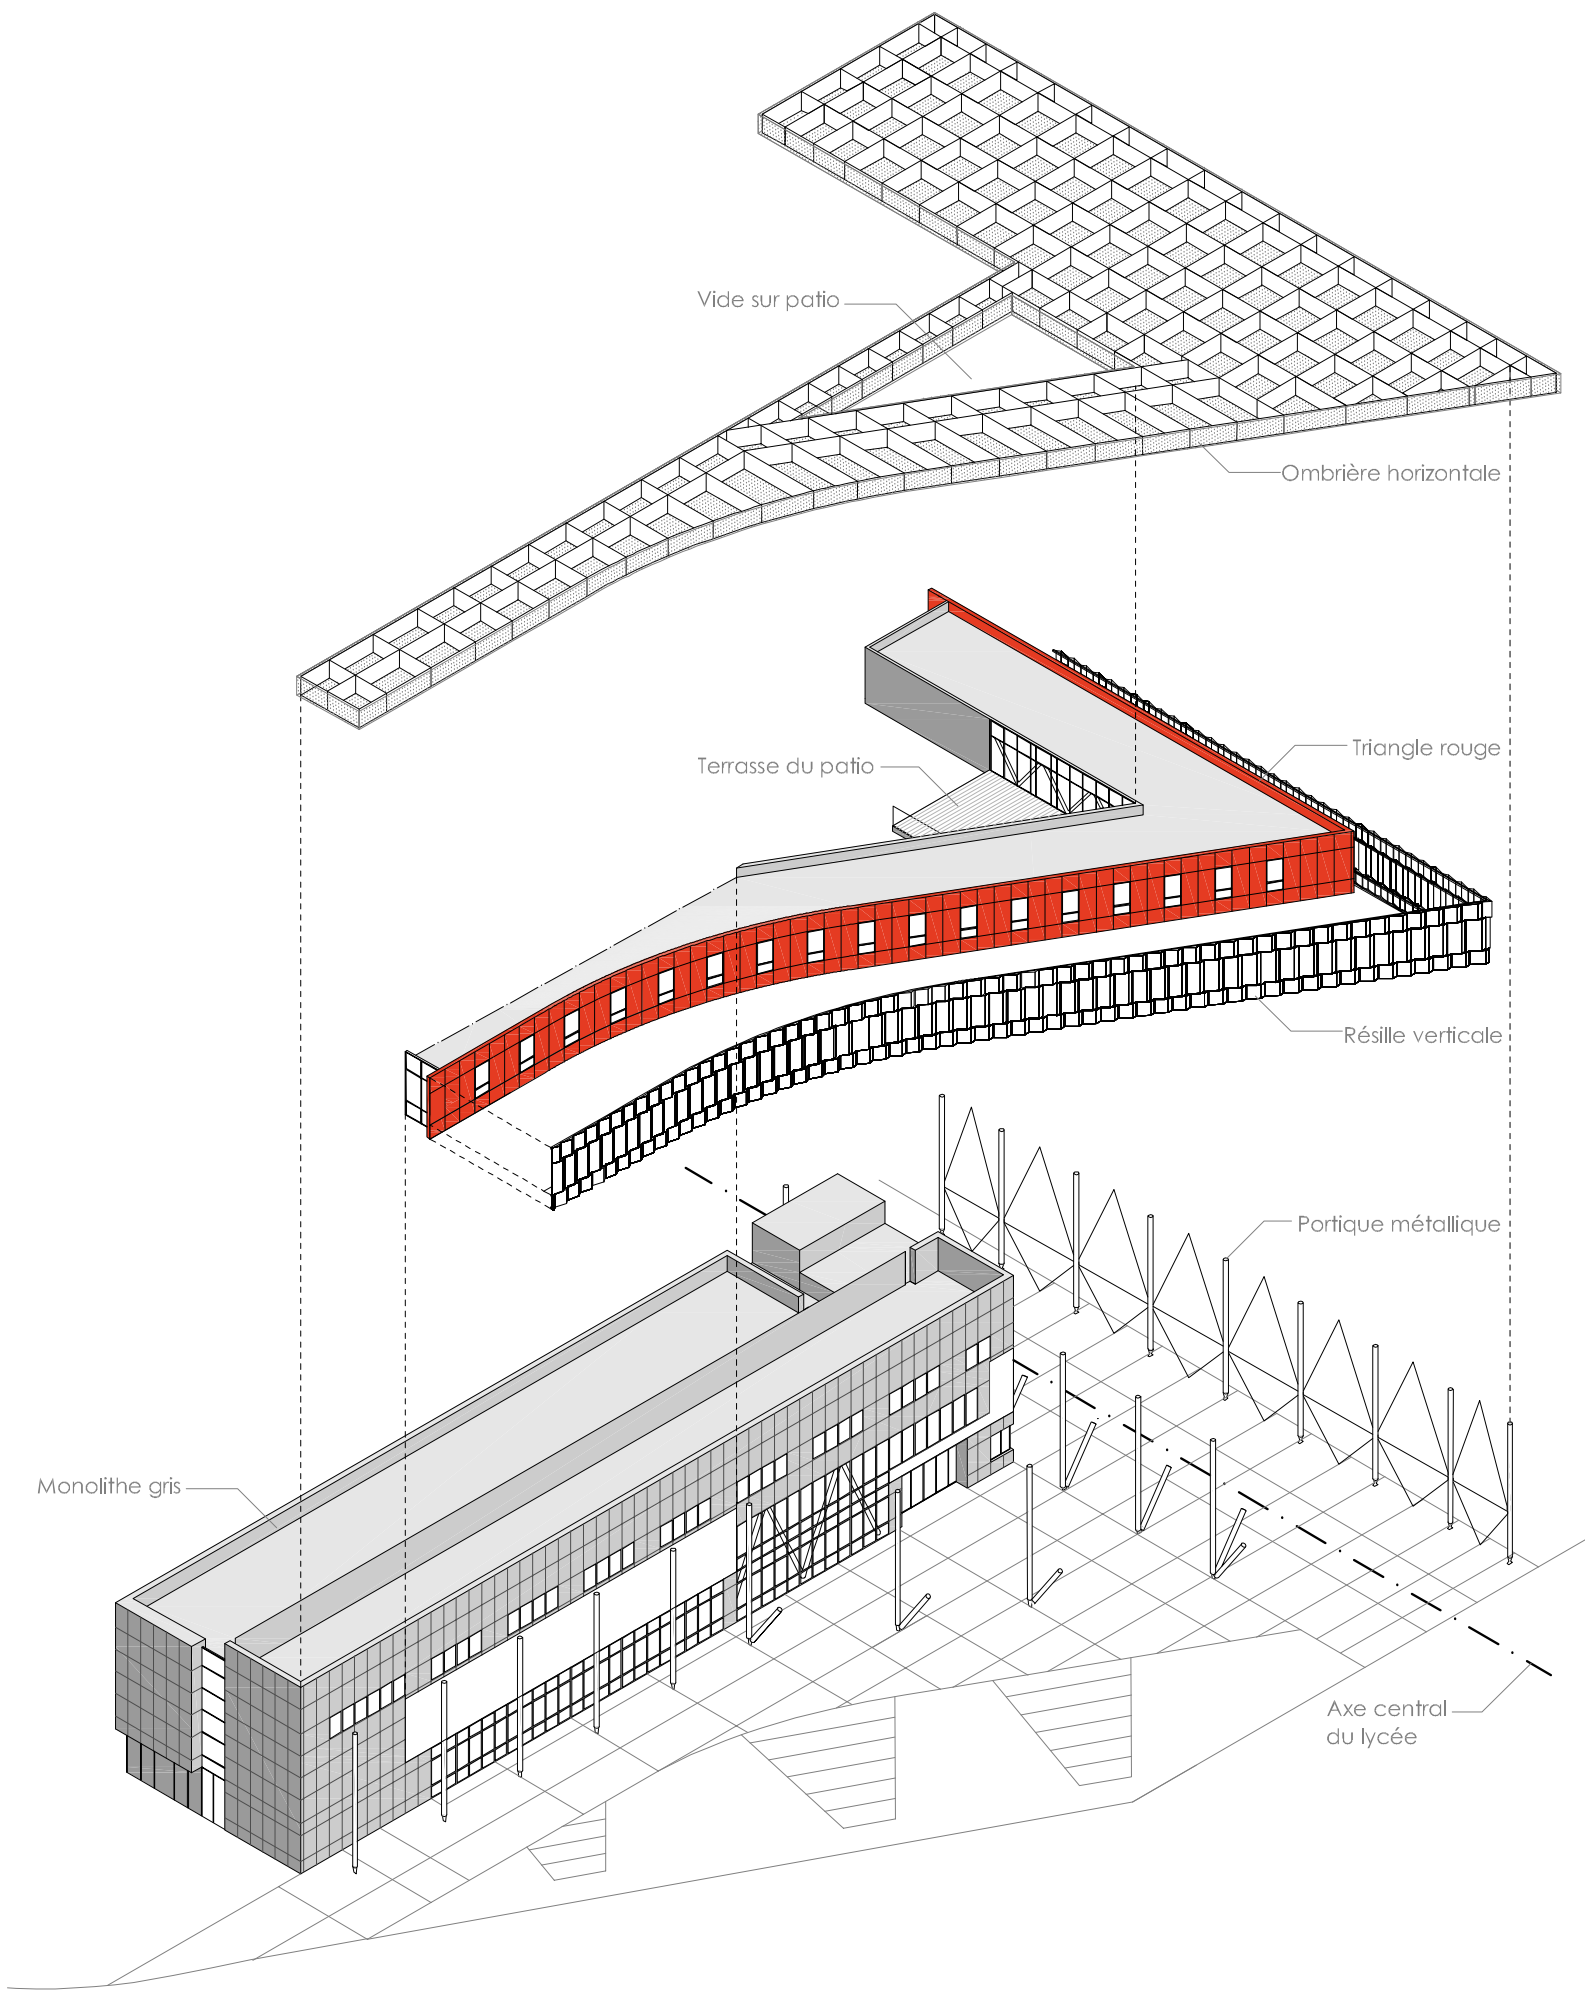 Vide sur patio
Ombrière horizontale
Triangle rouge
Terrasse du patio
Résille verticale
Portique métallique
Monolithe gris
Axe central
du lycée